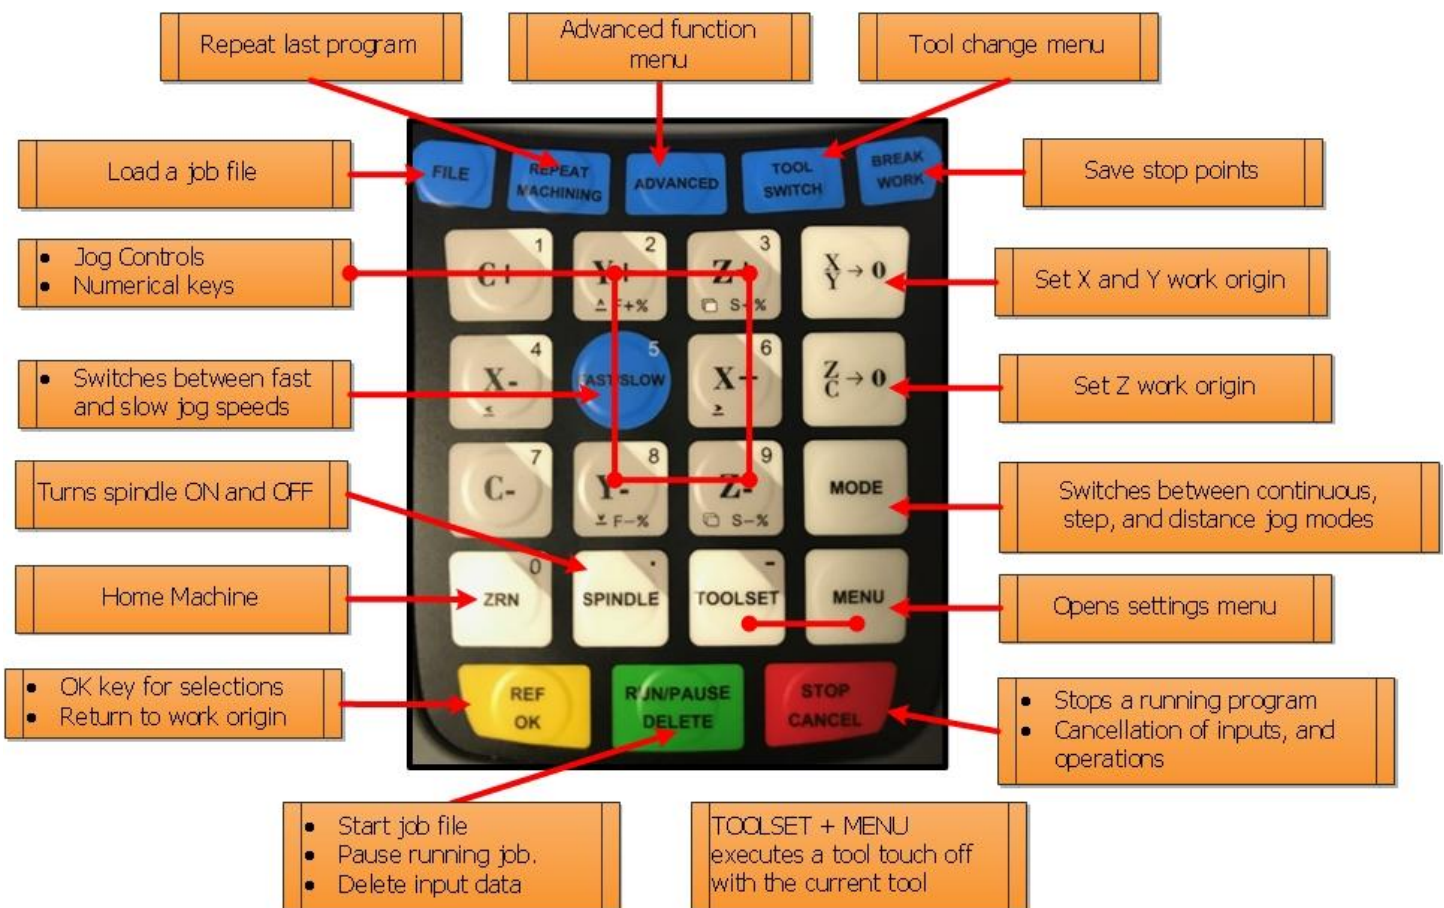 Repeat last program
Advanced function
menu
Tool change menu
Load a job file
Save stop points
• Jog Controls
• Numerical keys
Set X and Y work origin
• Switches between fast
and slow jog speeds
Set Z work origin
Turns spindle ON and OFF
Switches between continuous,
step, and distance jog modes
Home Machine
Opens settings menu
• OK key for selections
• Return to work origin
• Stops a running program
• Cancellation of inputs, and
operations
• Start job file
• Pause running job.
• Delete input data
TOOLSET + MENU
executes a tool touch off
with the current tool
FILE
REPEAT
MACHINING
ADVANCED
TOOL
SWITCH
BREAK
WORK
1
C+
2
Y+
F+%
3
Z+
S+%
X
Y → 0
4
X-
<
5
FAST/SLOW
6
X+
>
Z
C → 0
7
C-
8
Y-
F-%
9
Z-
S-%
MODE
0
ZRN
.
SPINDLE
-
TOOLSET
MENU
REF
OK
RUN/PAUSE
DELETE
STOP
CANCEL